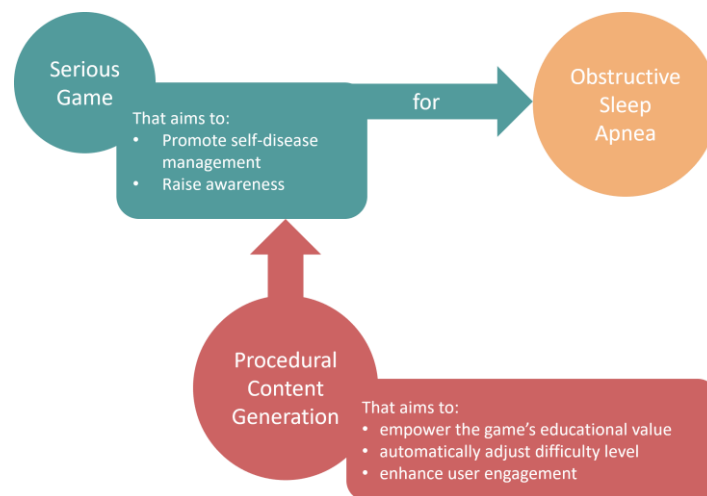 Serious
Game
That aims to:
• Promote self-disease
management
• Raise awareness
for
Obstructive
Sleep
Apnea
Procedural
Content
Generation
That aims to:
• empower the game's educational value
• automatically adjust difficulty level
• enhance user engagement